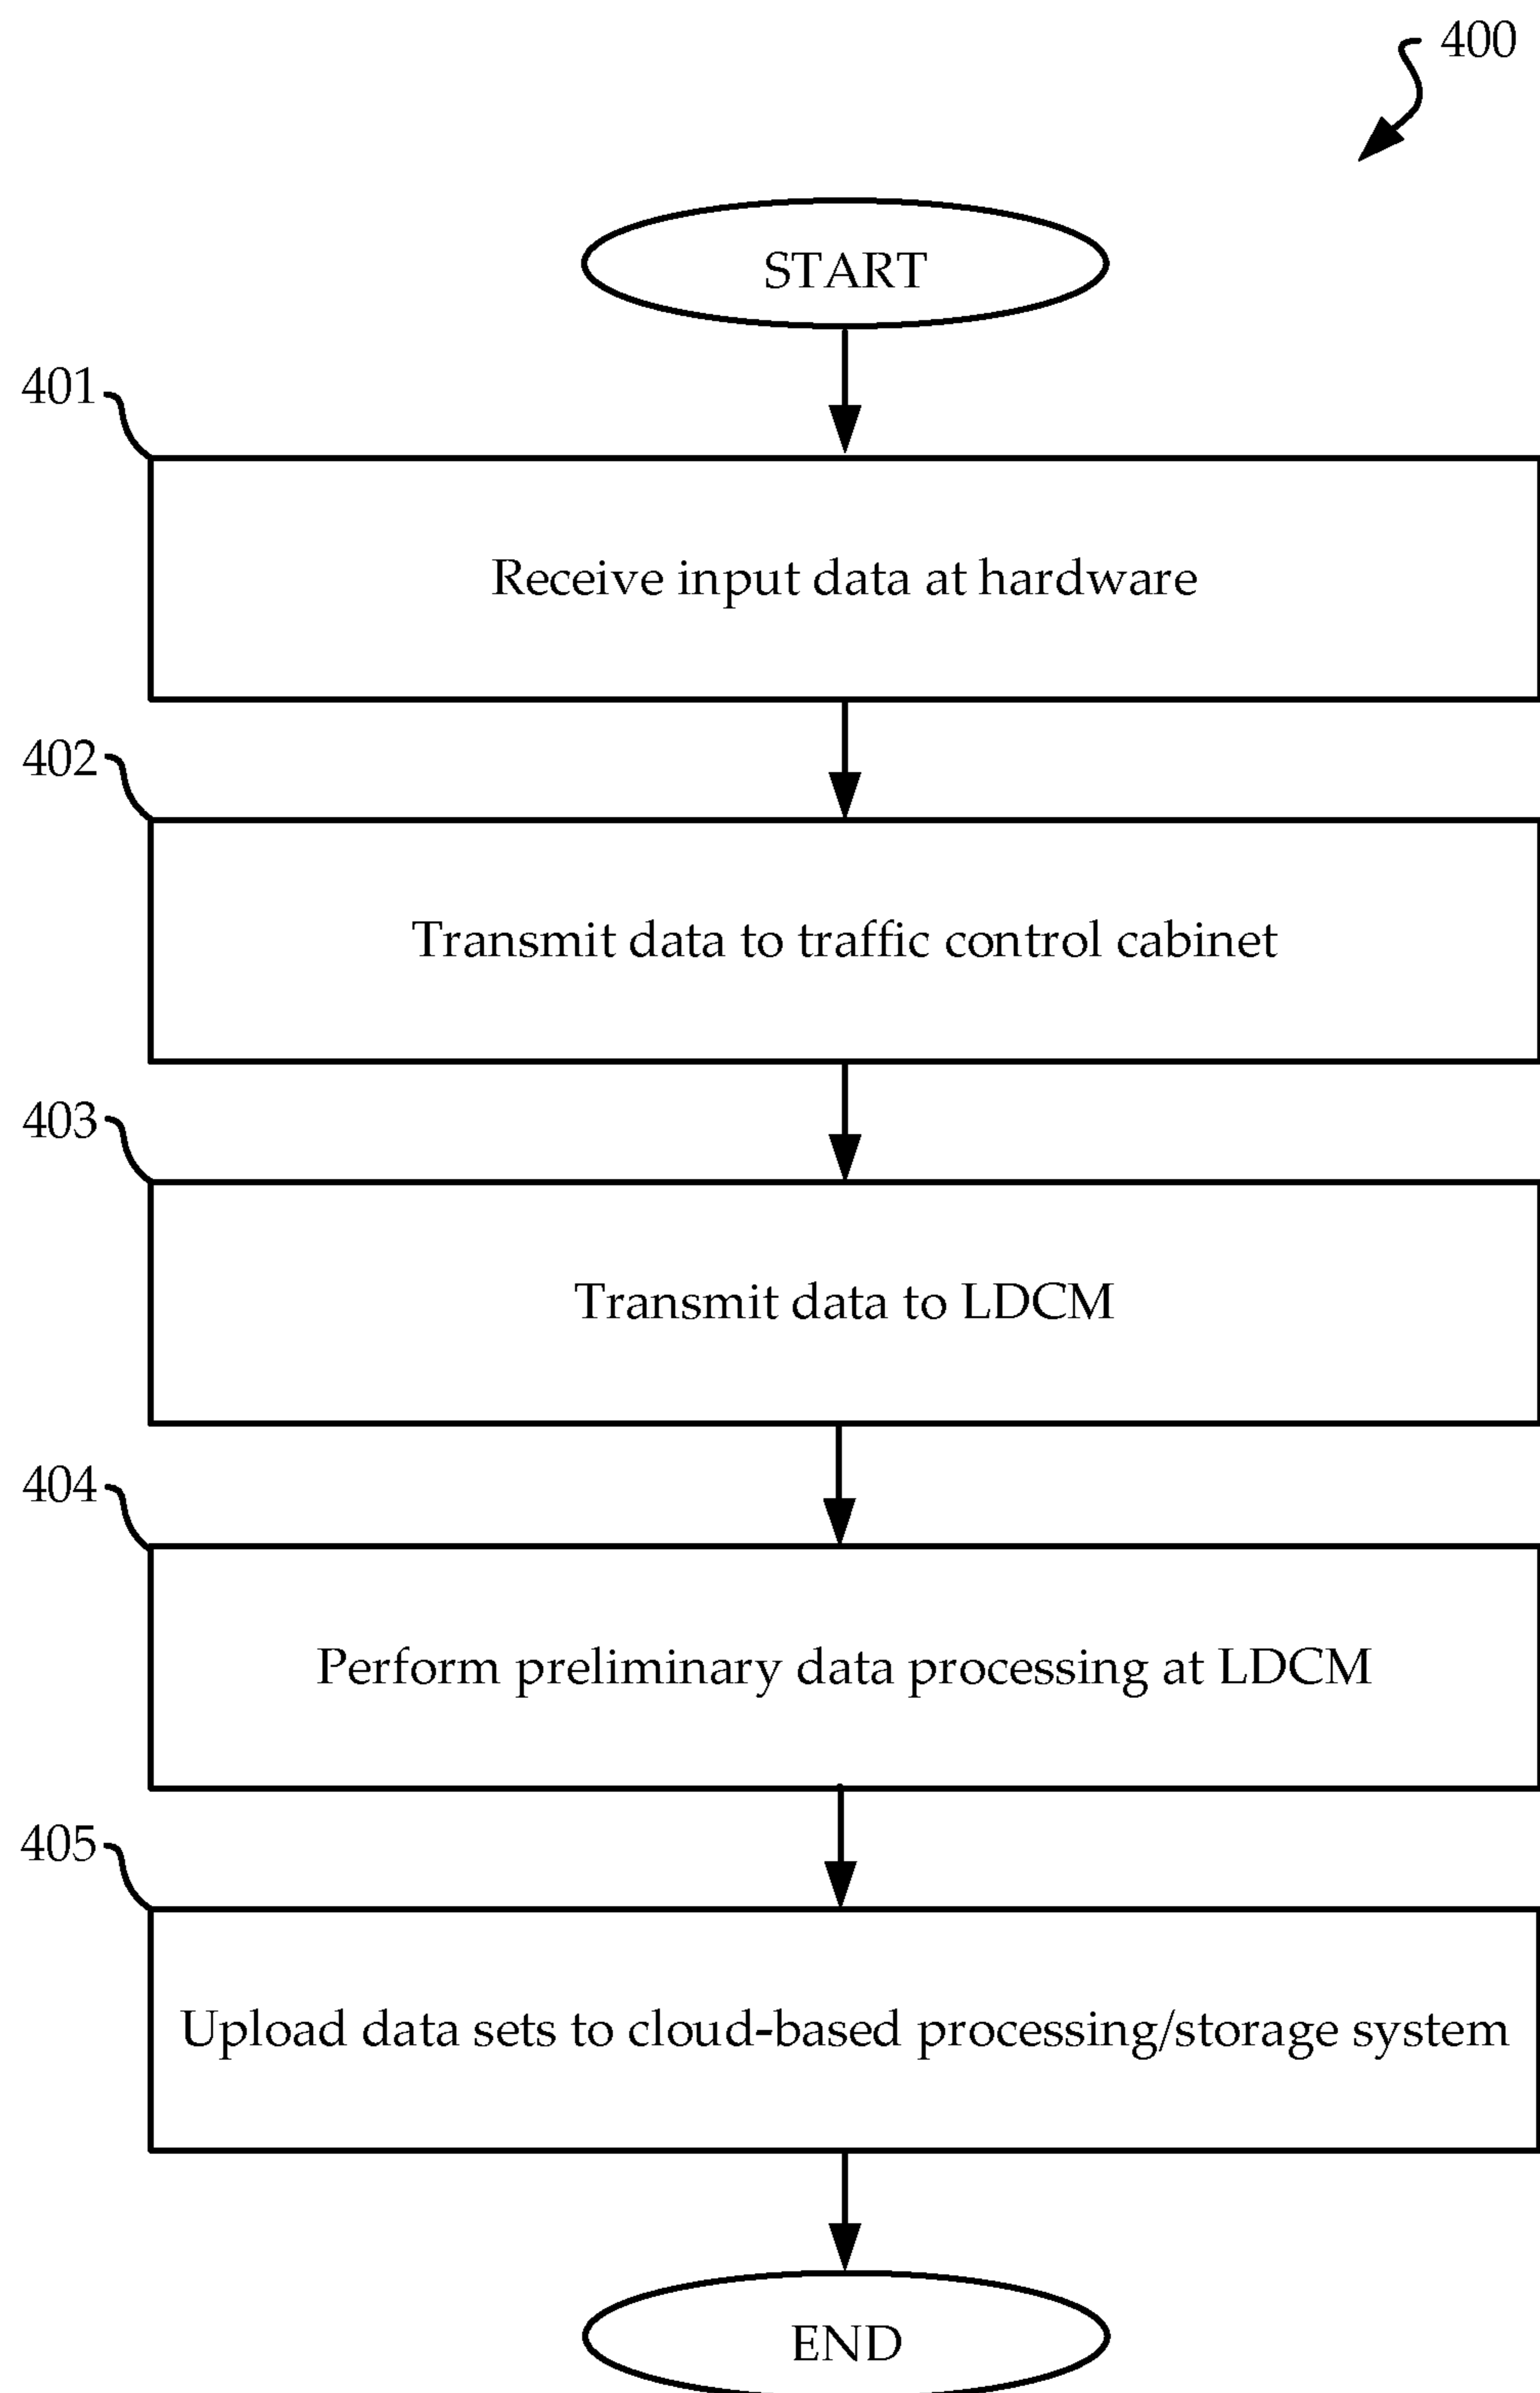 400
START
401
Receive input data at hardware
402
Transmit data to traffic control cabinet
403
Transmit data to LDCM
404
Perform preliminary data processing at LDCM
405
Upload data sets to cloud-based processing/storage system
END